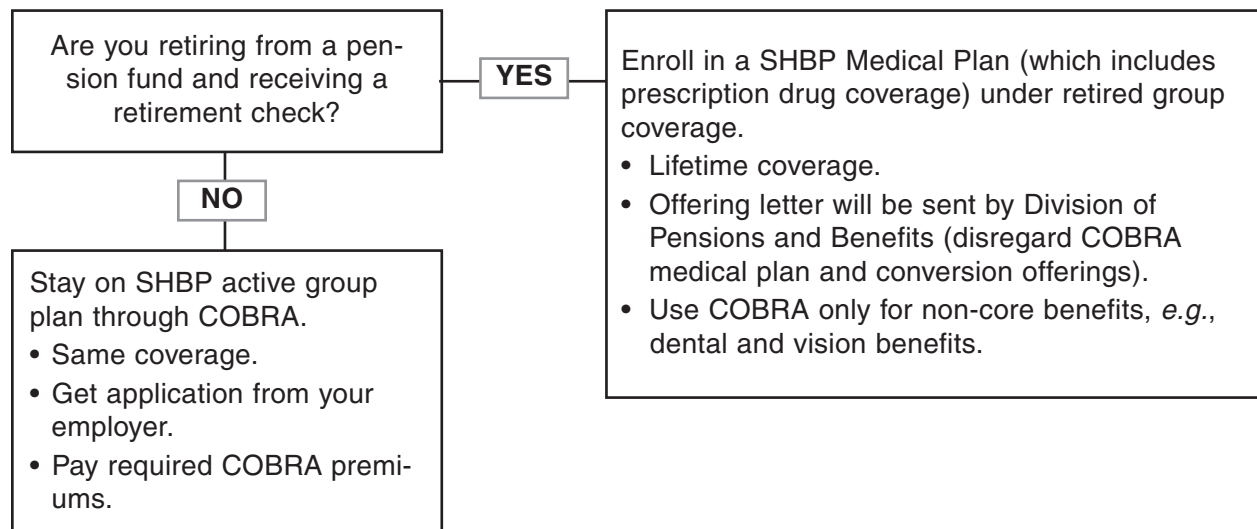 Are you retiring from a pen-
sion fund and receiving a
retirement check?
YES
Enroll in a SHBP Medical Plan (which includes
prescription drug coverage) under retired group
coverage.
• Lifetime coverage.
• Offering letter will be sent by Division of
Pensions and Benefits (disregard COBRA
medical plan and conversion offerings).
• Use COBRA only for non-core benefits, e.g.,
dental and vision benefits.
NO
Stay on SHBP active group
plan through COBRA.
• Same coverage.
• Get application from your
employer.
• Pay required COBRA premi-
ums.